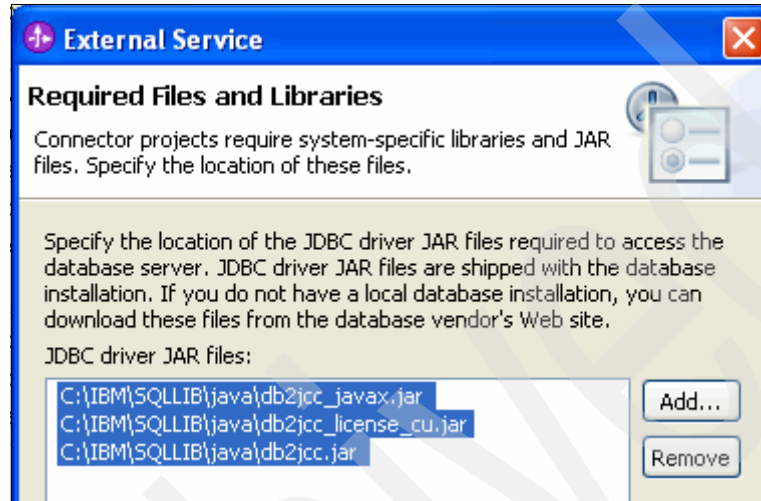 External Service
Required Files and Libraries
Connector projects require system-specific libraries and JAR
files. Specify the location of these files.
Specify the location of the JDBC driver JAR files required to access the
database server. JDBC driver JAR files are shipped with the database
installation. If you do not have a local database installation, you can
download these files from the database vendor's Web site.
JDBC driver JAR files:
C:\IBM\SQLLIB\java\db2jcc_javax.jar
Add...
C:\IBM\SQLLIB\java\db2jcc_license_cu.jar
C:\IBM\SQLLIB\java\db2jcc.jar
Remove